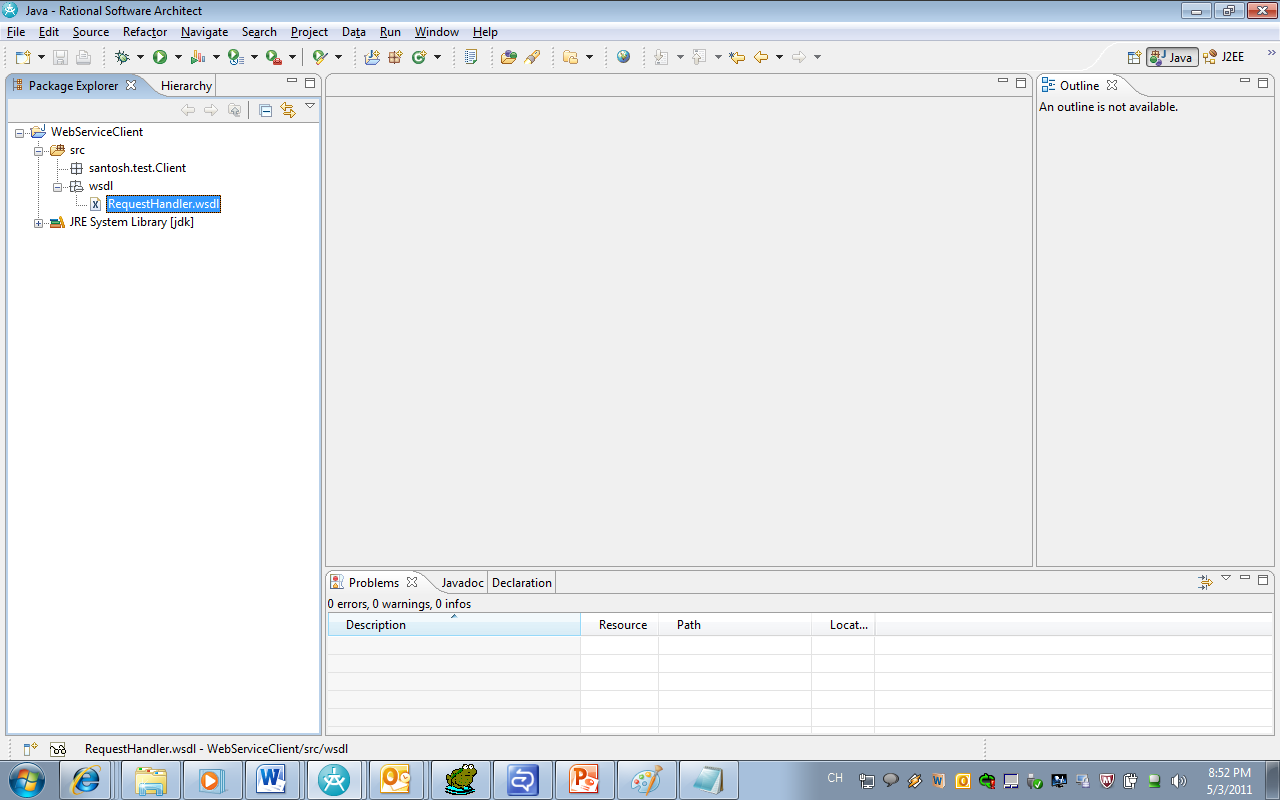 Java - Rational Software Architect
File Edit Source Refactor Navigate Search Project Data Run Window Help
Java J2EE
Package Explorer Hierarchy
WebServiceClient
src
santosh.test.Client
wsdl
RequestHandler.wsdl
JRE System Library [jdk]
Outline
An outline is not available.
Problems Javadoc Declaration
0 errors, 0 warnings, 0 infos
Description Resource Path Locat...
RequestHandler.wsdl - WebServiceClient/src/wsdl
CH
8:52 PM
5/3/2011